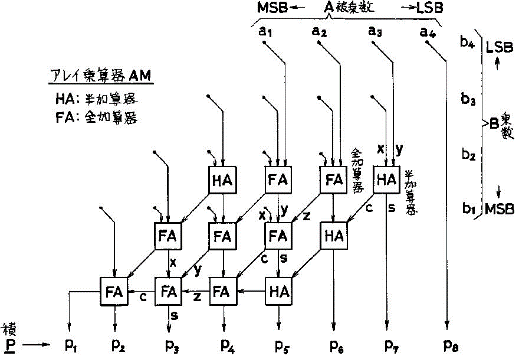 MSB ← A被乗数 → LSB
a1 a2 a3 a4 b4 LSB
アレイ乗算器 AM
HA: 半加算器
FA: 全加算器
b3
B乗数
x y 全加算器
b2
HA FA FA HA 半加算器
x y z c s b1 MSB
FA FA FA HA
x y c s
FA c FA z FA HA
s
積
P → p1 p2 p3 p4 p5 p6 p7 p8